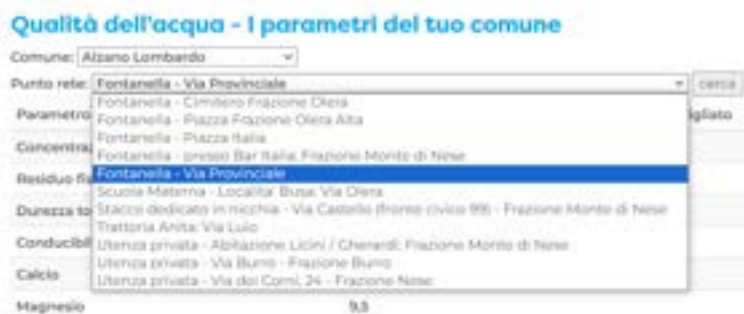 Qualità dell'acqua - I parametri del tuo comune
Comune: Alzano Lombardo
Punto rete: Fontanella - Via Provinciale cerca
Fontanella - Cimitero Frazione Olera
Parametro igliato
Fontanella - Piazza Frazione Olera Alta
Fontanella - Piazza Italia
Concentraz
Fontanella - presso Bar Italia: Frazione Monte di Nese
Fontanella - Via Provinciale
Residuo fis
Scuola Materna - Localita' Busa: Via Olera
Durezza to
Stacco dedicato in nicchia - Via Castello (fronte civico 99) - Frazione Monte di Nese
Trattoria Anita: Via Luio
Conducibil
Utenza privata - Abitazione Licini / Gherardi: Frazione Monte di Nese
Utenza privata - Via Burro - Frazione Burro
Calcio
Utenza privata - Via dei Corni, 24 - Frazione Nese
Magnesio 9,5